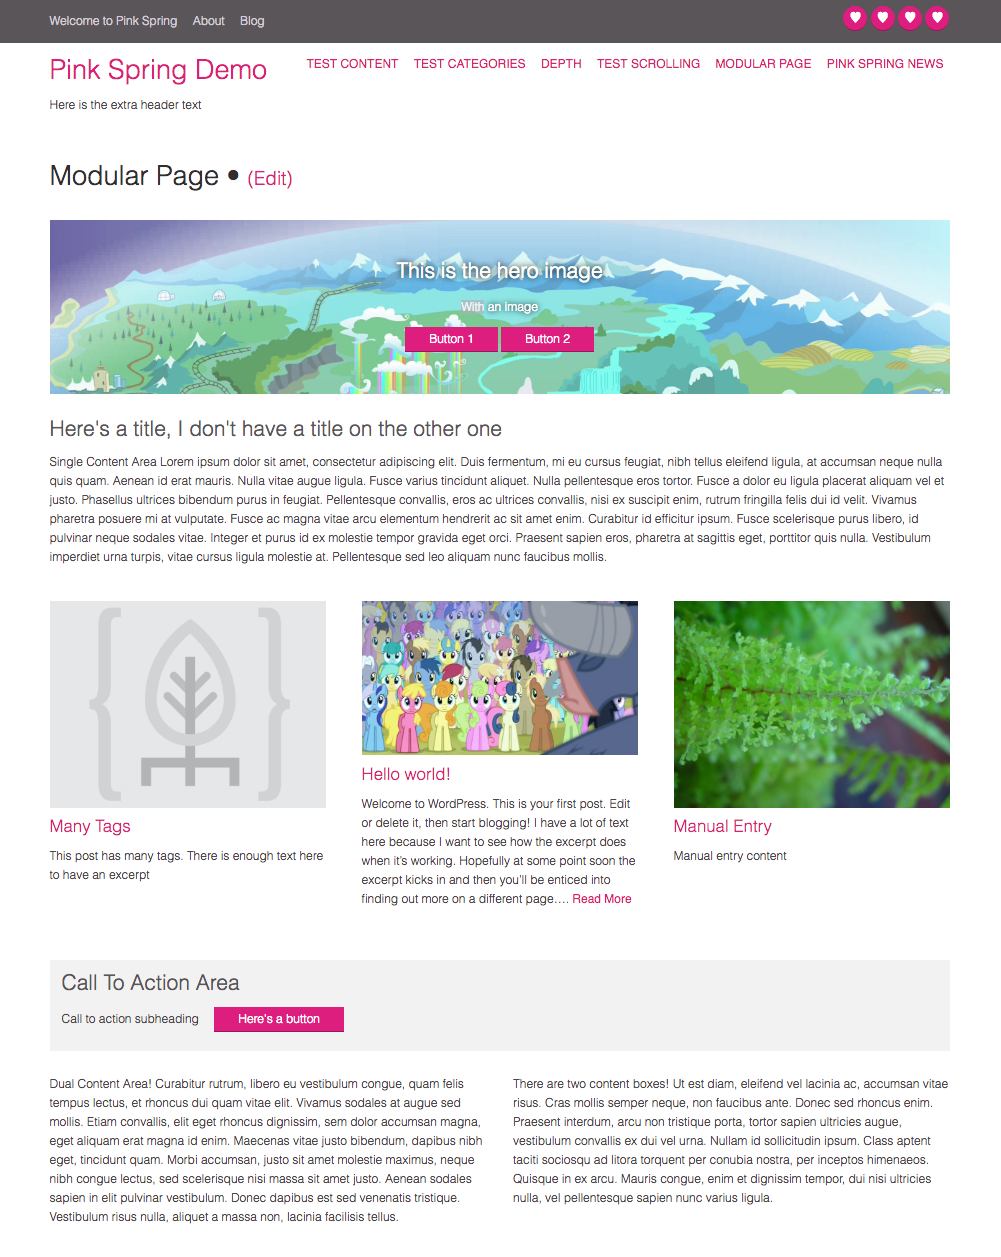 Welcome to Pink Spring About Blog
Pink Spring Demo
TEST CONTENT TEST CATEGORIES DEPTH TEST SCROLLING MODULAR PAGE PINK SPRING NEWS
Here is the extra header text
Modular Page • (Edit)
This is the hero image
With an image
Button 1 Button 2
Here's a title, I don't have a title on the other one
Single Content Area Lorem ipsum dolor sit amet, consectetur adipiscing elit. Duis fermentum, mi eu cursus feugiat, nibh tellus eleifend ligula, at accumsan neque nulla
quis quam. Aenean id erat mauris. Nulla vitae augue ligula. Fusce varius tincidunt aliquet. Nulla pellentesque eros tortor. Fusce a dolor eu ligula placerat aliquam vel et
justo. Phasellus ultrices bibendum purus in feugiat. Pellentesque convallis, eros ac ultrices convallis, nisi ex suscipit enim, rutrum fringilla felis dui id velit. Vivamus
pharetra posuere mi at vulputate. Fusce ac magna vitae arcu elementum hendrerit ac sit amet enim. Curabitur id efficitur ipsum. Fusce scelerisque purus libero, id
pulvinar neque sodales vitae. Integer et purus id ex molestie tempor gravida eget orci. Praesent sapien eros, pharetra at sagittis eget, porttitor quis nulla. Vestibulum
imperdiet urna turpis, vitae cursus ligula molestie at. Pellentesque sed leo aliquam nunc faucibus mollis.
Many Tags
This post has many tags. There is enough text here
to have an excerpt
Hello world!
Welcome to WordPress. This is your first post. Edit
or delete it, then start blogging! I have a lot of text
here because I want to see how the excerpt does
when it's working. Hopefully at some point soon the
excerpt kicks in and then you'll be enticed into
finding out more on a different page.… Read More
Manual Entry
Manual entry content
Call To Action Area
Call to action subheading Here's a button
Dual Content Area! Curabitur rutrum, libero eu vestibulum congue, quam felis
tempus lectus, et rhoncus dui quam vitae elit. Vivamus sodales at augue sed
mollis. Etiam convallis, elit eget rhoncus dignissim, sem dolor accumsan magna,
eget aliquam erat magna id enim. Maecenas vitae justo bibendum, dapibus nibh
eget, tincidunt quam. Morbi accumsan, justo sit amet molestie maximus, neque
nibh congue lectus, sed scelerisque nisi massa sit amet justo. Aenean sodales
sapien in elit pulvinar vestibulum. Donec dapibus est sed venenatis tristique.
Vestibulum risus nulla, aliquet a massa non, lacinia facilisis tellus.
There are two content boxes! Ut est diam, eleifend vel lacinia ac, accumsan vitae
risus. Cras mollis semper neque, non faucibus ante. Donec sed rhoncus enim.
Praesent interdum, arcu non tristique porta, tortor sapien ultricies augue,
vestibulum convallis ex dui vel urna. Nullam id sollicitudin ipsum. Class aptent
taciti sociosqu ad litora torquent per conubia nostra, per inceptos himenaeos.
Quisque in ex arcu. Mauris congue, enim et dignissim tempor, dui nisi ultricies
nulla, vel pellentesque sapien nunc varius ligula.